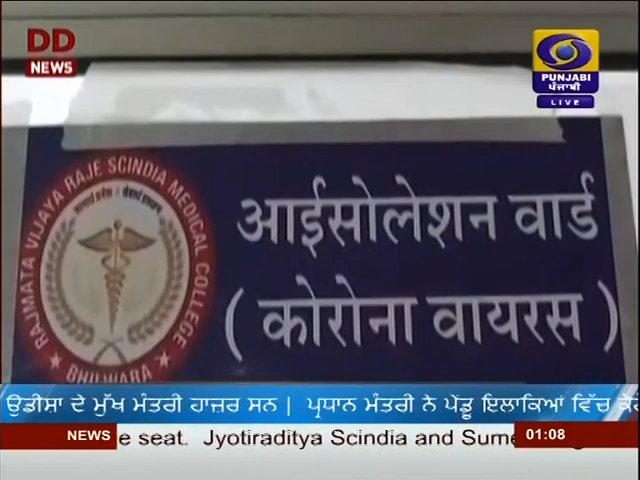 DD
NEWS
PUNJABI
ਪੰਜਾਬੀ
LIVE
RAJMATA VIJAYA RAJE SCINDIA MEDICAL COLLEGE
BHILWARA
आईसोलेशन वार्ड
(कोरोना वायरस)
ਉਡੀਸ਼ਾ ਦੇ ਮੁੱਖ ਮੰਤਰੀ ਹਾਜ਼ਰ ਸਨ | ਪ੍ਰਧਾਨ ਮੰਤਰੀ ਨੇ ਪੇਂਡੂ ਇਲਾਕਿਆਂ ਵਿੱਚ
NEWS
e seat. Jyotiraditya Scindia and Sume
01:08